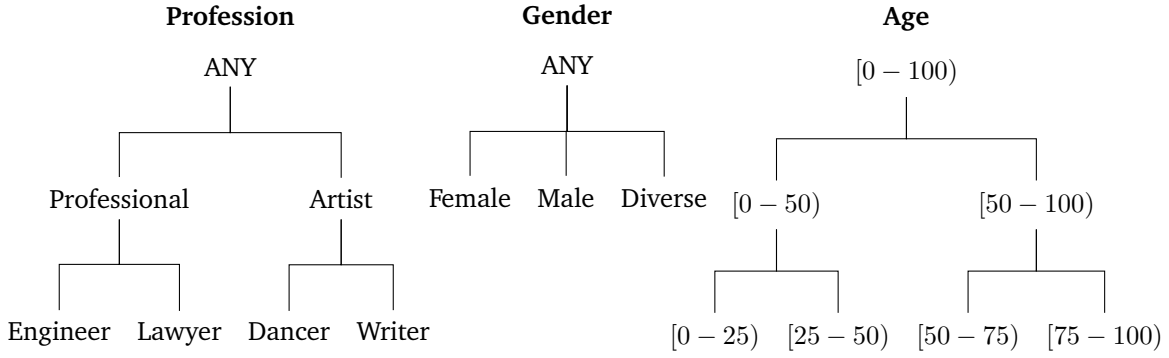 Profession Gender Age
ANY ANY [0 − 100)
Professional Artist Female Male Diverse [0 − 50) [50 − 100)
Engineer Lawyer Dancer Writer [0 − 25) [25 − 50) [50 − 75) [75 − 100)